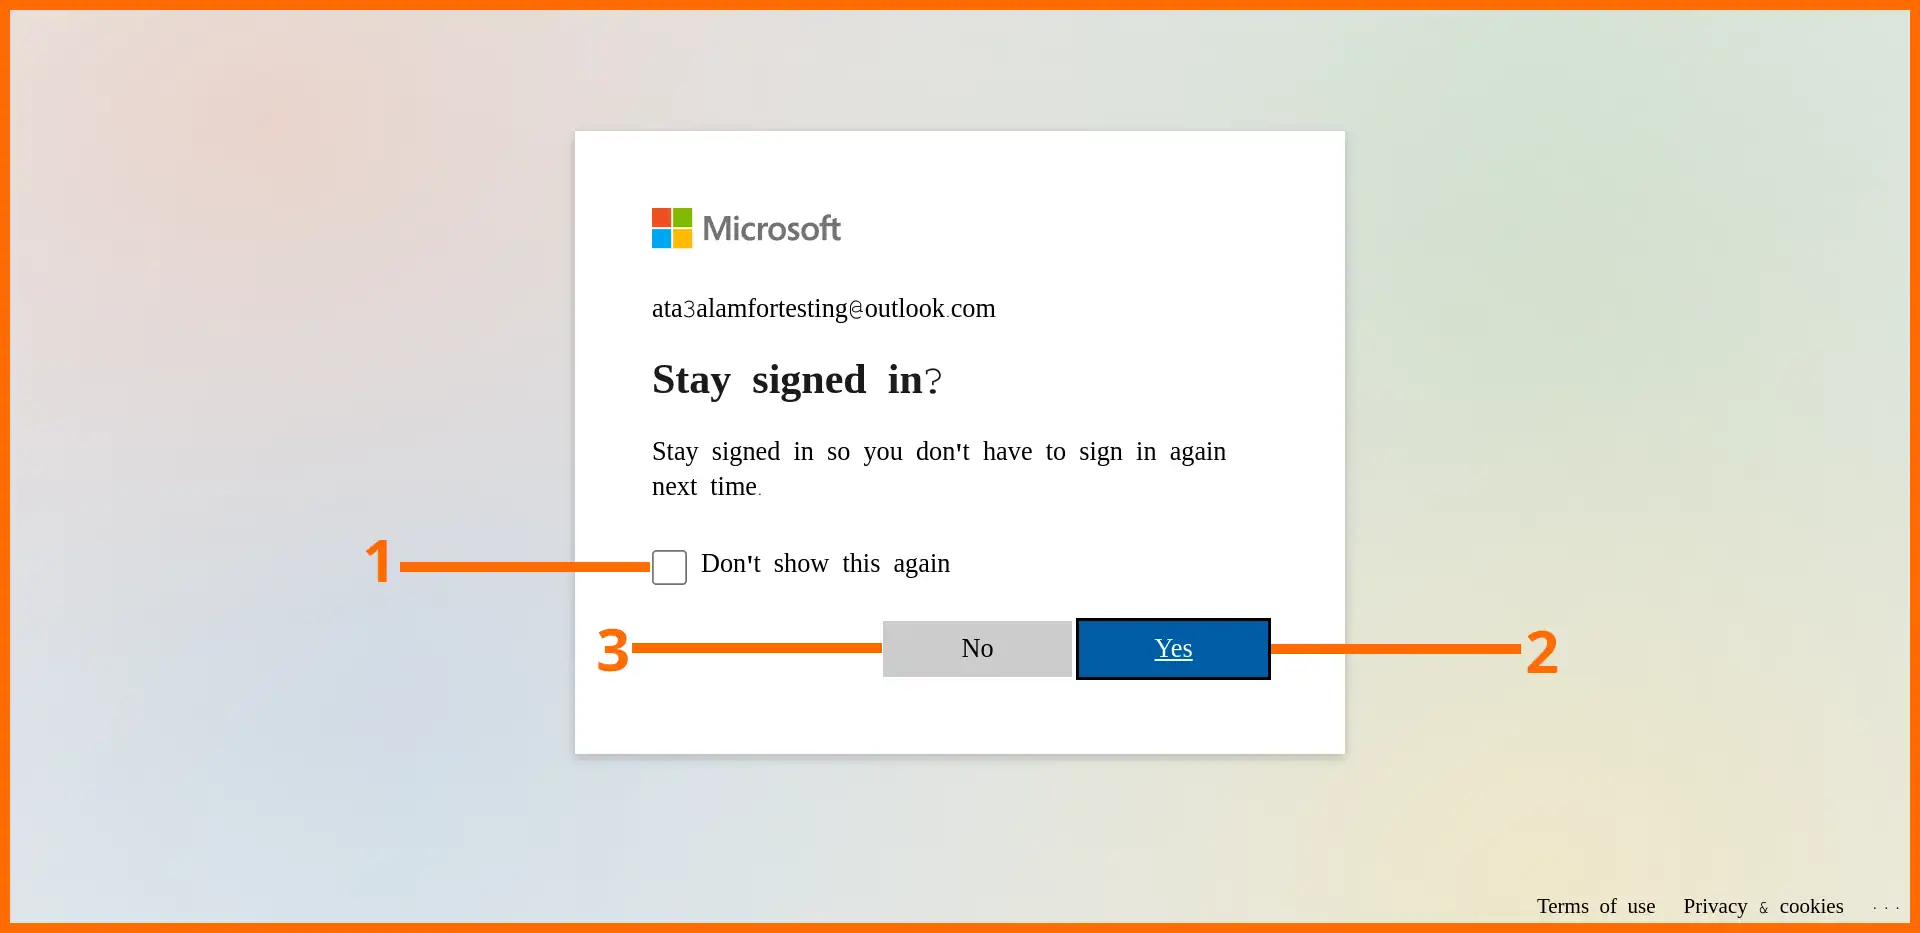 Microsoft
ata3alamfortesting@outlook.com
Stay signed in?
Stay signed in so you don't have to sign in again
next time.
1
Don't show this again
3 No Yes 2
Terms of use Privacy & cookies ...